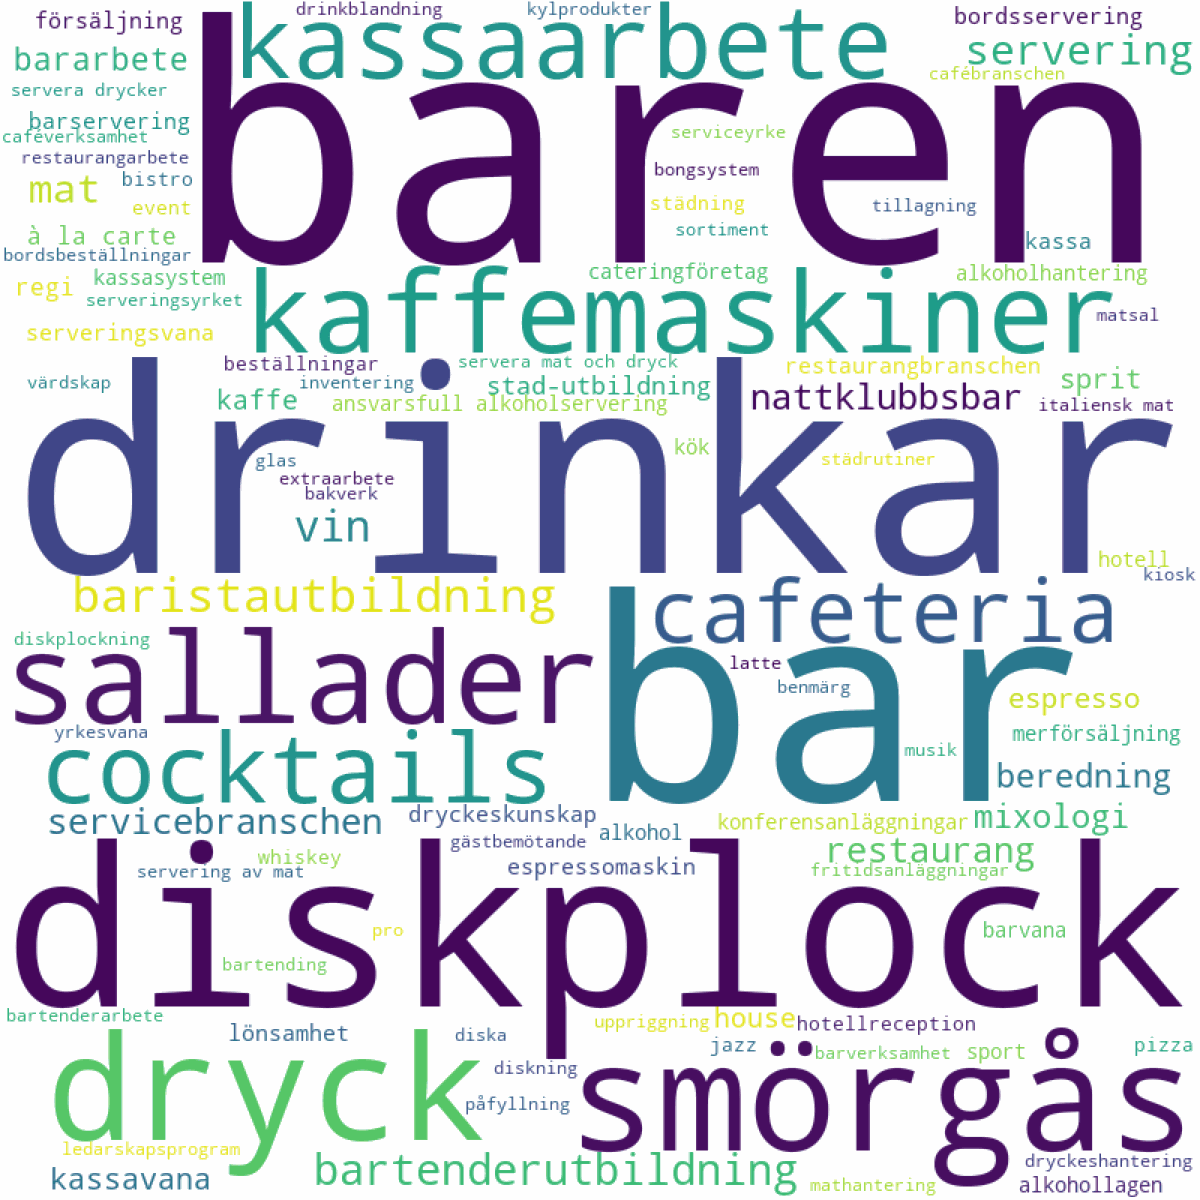 försäljning
drinkblandning
kylprodukter
bordsservering
kassaarbete
servering
bararbete
cafébranschen
servera drycker
baren
barservering
serviceyrke
caféverksamhet
restaurangarbete
bongsystem
bistro
mat
event
städning
tillagning
sortiment
à la carte
kassa
bordsbeställningar
kassasystem
cateringföretag
alkoholhantering
regi
serveringsyrket
kaffemaskiner
matsal
serveringsvana
beställningar
servera mat och dryck
restaurangbranschen
värdskap
inventering
stad-utbildning
sprit
kaffe
ansvarsfull alkoholservering
nattklubbsbar
italiensk mat
drinkar
kök
glas
städrutiner
extraarbete
bakverk
vin
hotell
kiosk
baristautbildning
cafeteria
diskplockning
sallader
bar
latte
benmärg
espresso
yrkesvana
merförsäljning
cocktails
musik
beredning
servicebranschen
dryckeskunskap
alkohol
konferensanläggningar
mixologi
gästbemötande
whiskey
restaurang
servering av mat
espressomaskin
fritidsanläggningar
diskplock
pro
barvana
bartending
bartenderarbete
lönsamhet
diska
uppriggning
house
hotellreception
jazz
barverksamhet
sport
pizza
dryck
diskning
smörgås
påfyllning
ledarskapsprogram
kassavana
bartenderutbildning
dryckeshantering
mathantering
alkohollagen